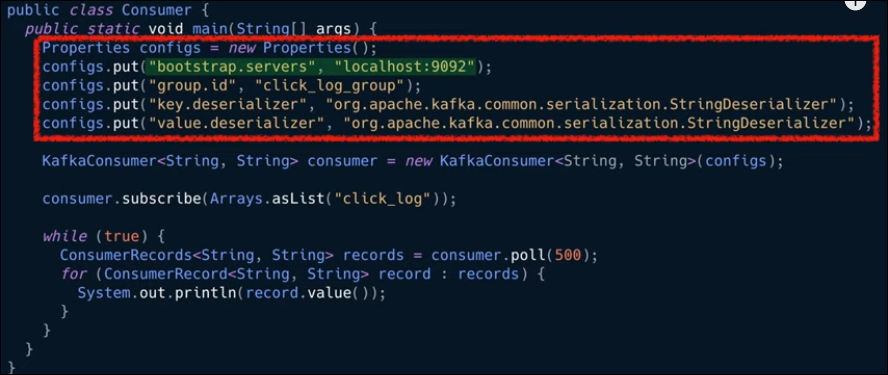 public class Consumer {
  public static void main(String[] args) {
    Properties configs = new Properties();
    configs.put("bootstrap.servers", "localhost:9092");
    configs.put("group.id", "click_log_group");
    configs.put("key.deserializer", "org.apache.kafka.common.serialization.StringDeserializer");
    configs.put("value.deserializer", "org.apache.kafka.common.serialization.StringDeserializer");
    KafkaConsumer<String, String> consumer = new KafkaConsumer<String, String>(configs);
    consumer.subscribe(Arrays.asList("click_log"));
    while (true) {
      ConsumerRecords<String, String> records = consumer.poll(500);
      for (ConsumerRecord<String, String> record : records) {
        System.out.println(record.value());
      }
    }
  }
}